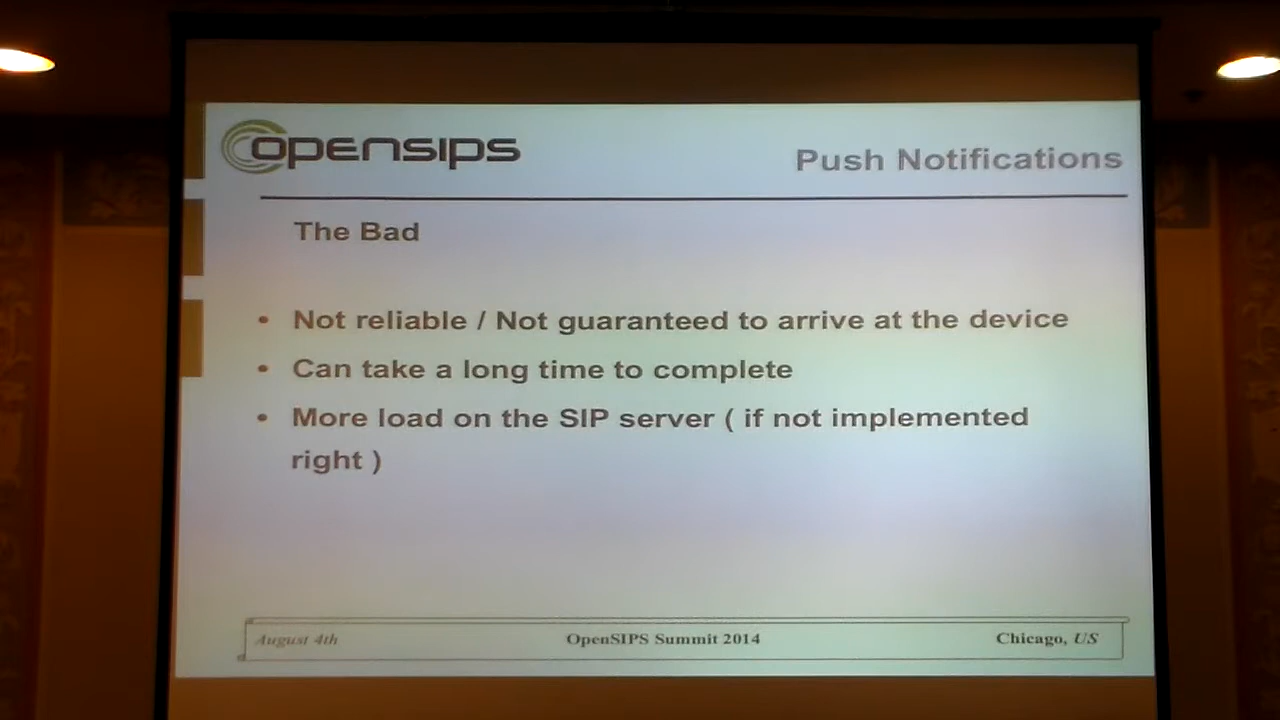 opensips
Push Notifications
The Bad
• Not reliable / Not guaranteed to arrive at the device
• Can take a long time to complete
• More load on the SIP server ( if not implemented
right )
August 4th
OpenSIPS Summit 2014
Chicago, US